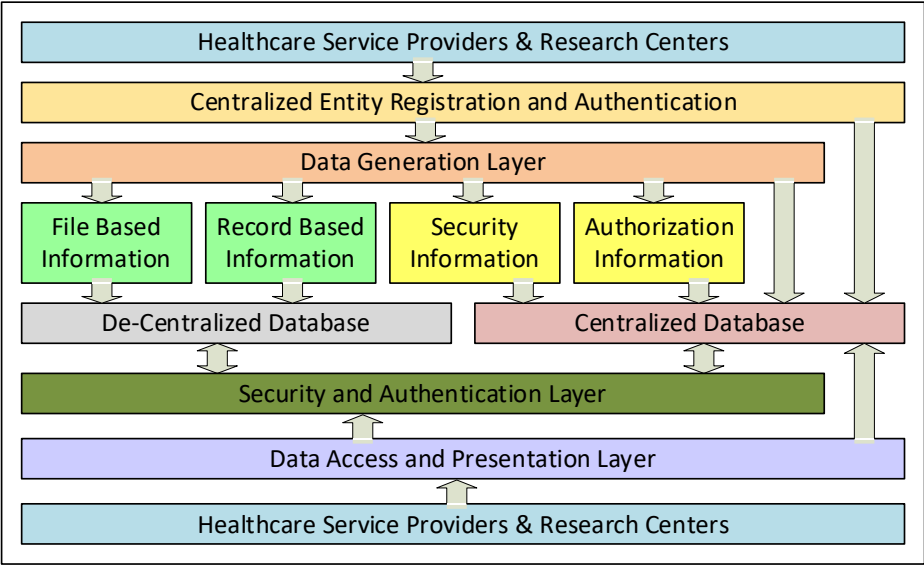 Healthcare Service Providers & Research Centers
Centralized Entity Registration and Authentication
Data Generation Layer
File Based
Information
Record Based
Information
Security
Information
Authorization
Information
De-Centralized Database
Centralized Database
Security and Authentication Layer
Data Access and Presentation Layer
Healthcare Service Providers & Research Centers